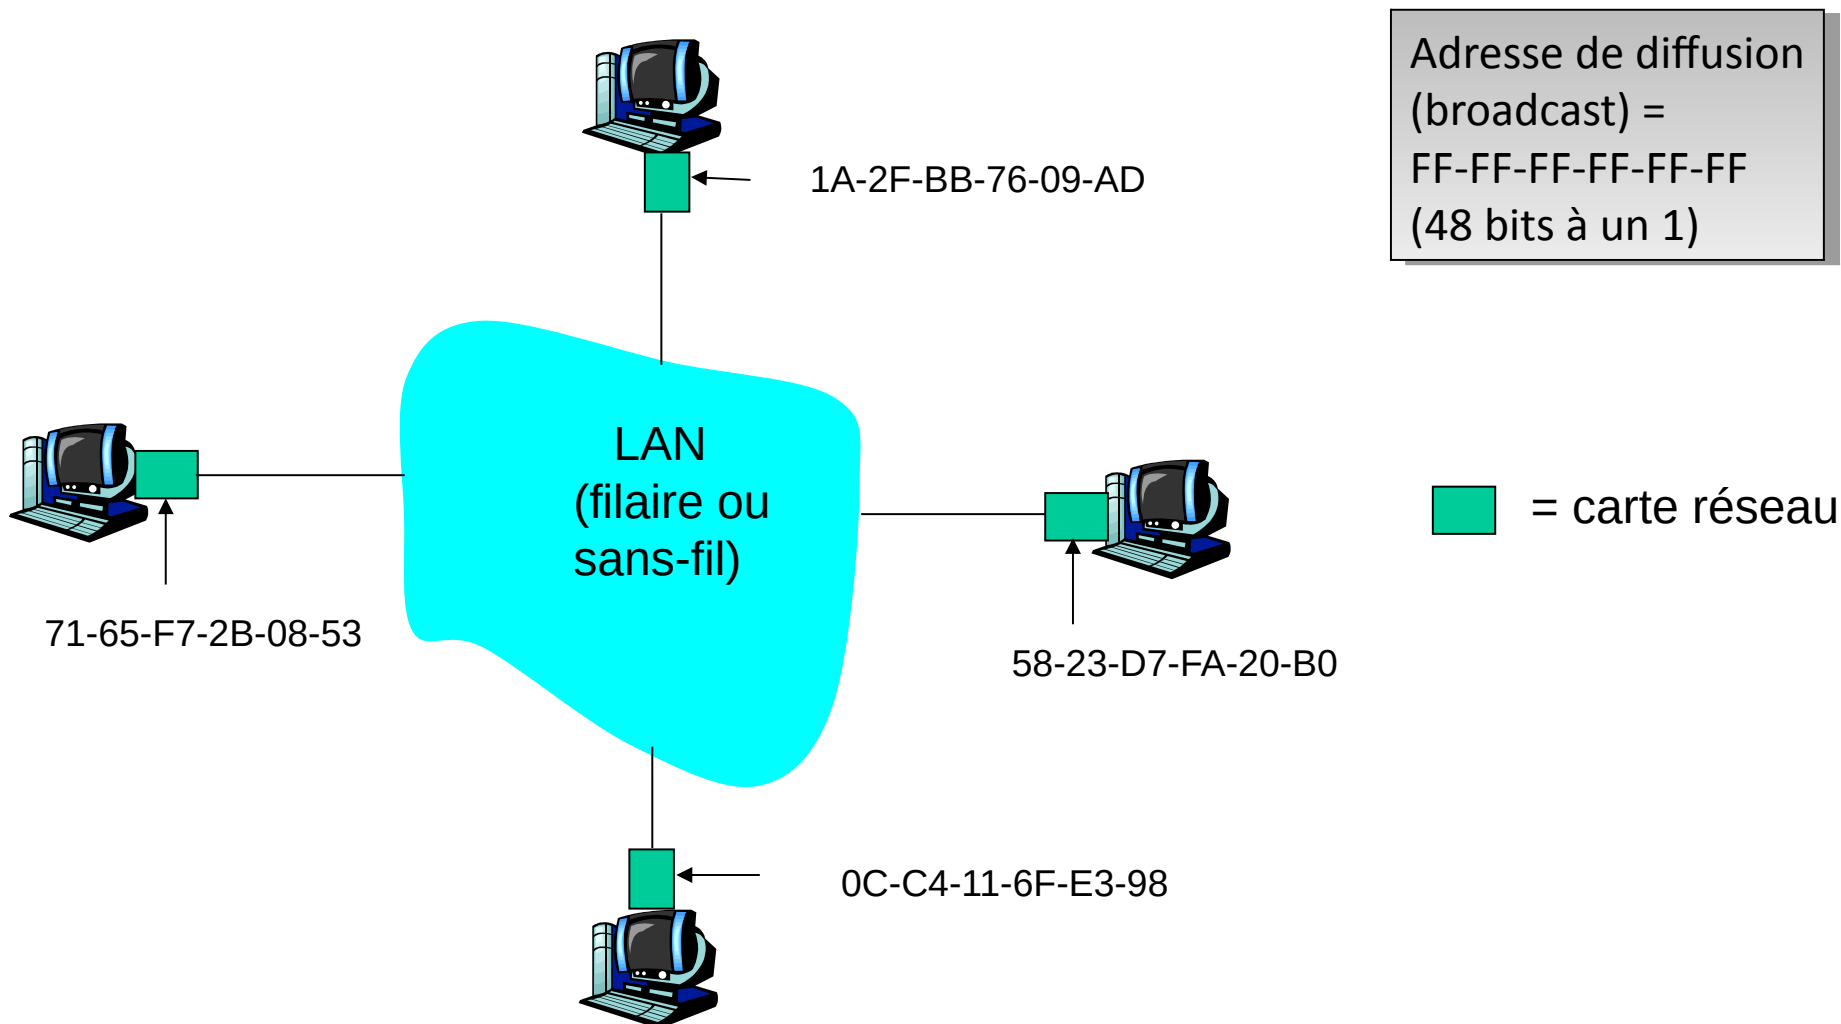 Adresse de diffusion
(broadcast) =
FF-FF-FF-FF-FF-FF
(48 bits à un 1)
1A-2F-BB-76-09-AD
LAN
(filaire ou
sans-fil)
= carte réseau
71-65-F7-2B-08-53
58-23-D7-FA-20-B0
0C-C4-11-6F-E3-98